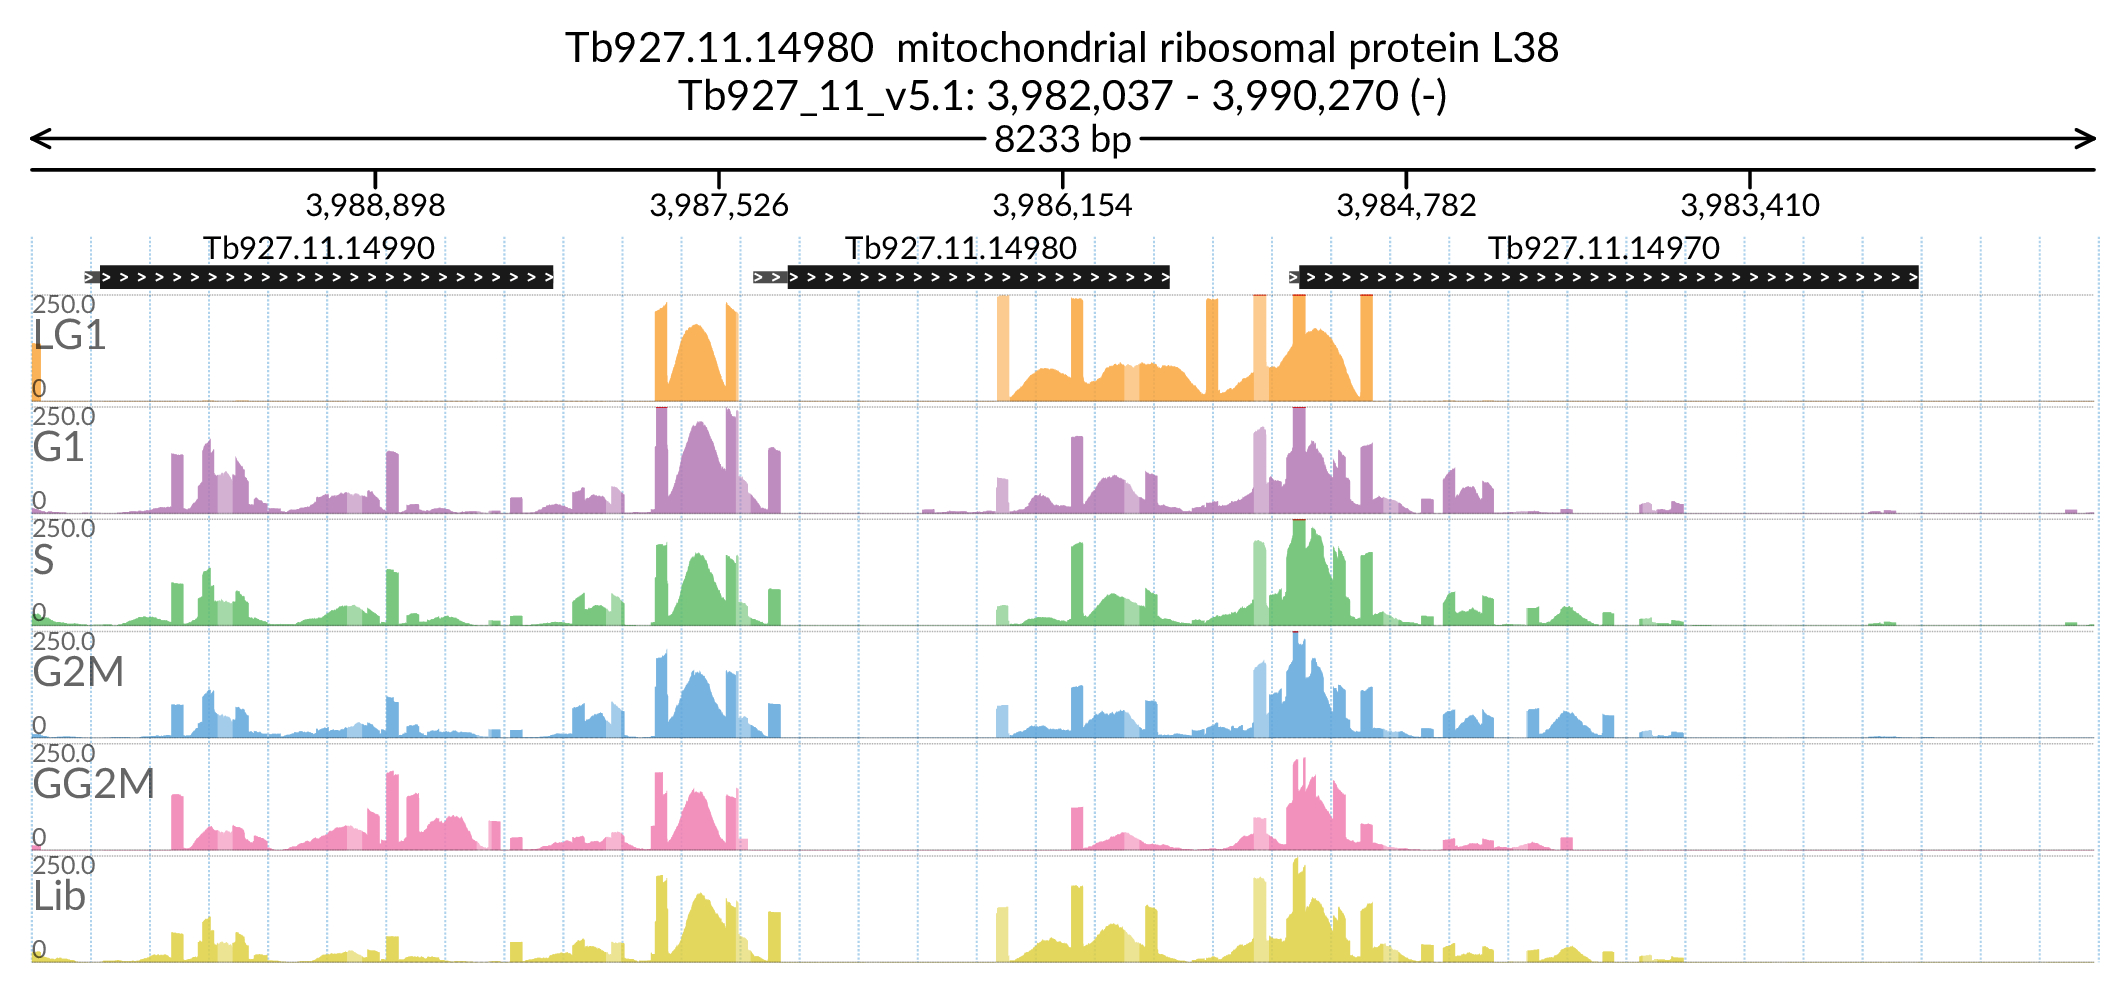 Tb927.11.14980  mitochondrial ribosomal protein L38
Tb927_11_v5.1: 3,982,037 - 3,990,270 (-)
8233 bp
3,988,898 3,987,526 3,986,154 3,984,782 3,983,410
Tb927.11.14990 Tb927.11.14980 Tb927.11.14970
250.0
LG1
0
250.0
G1
0
250.0
S
0
250.0
G2M
0
250.0
GG2M
0
250.0
Lib
0